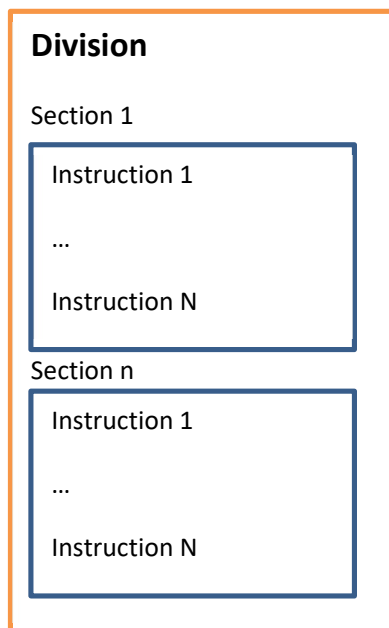 Division
Section 1
Instruction 1
…
Instruction N
Section n
Instruction 1
…
Instruction N